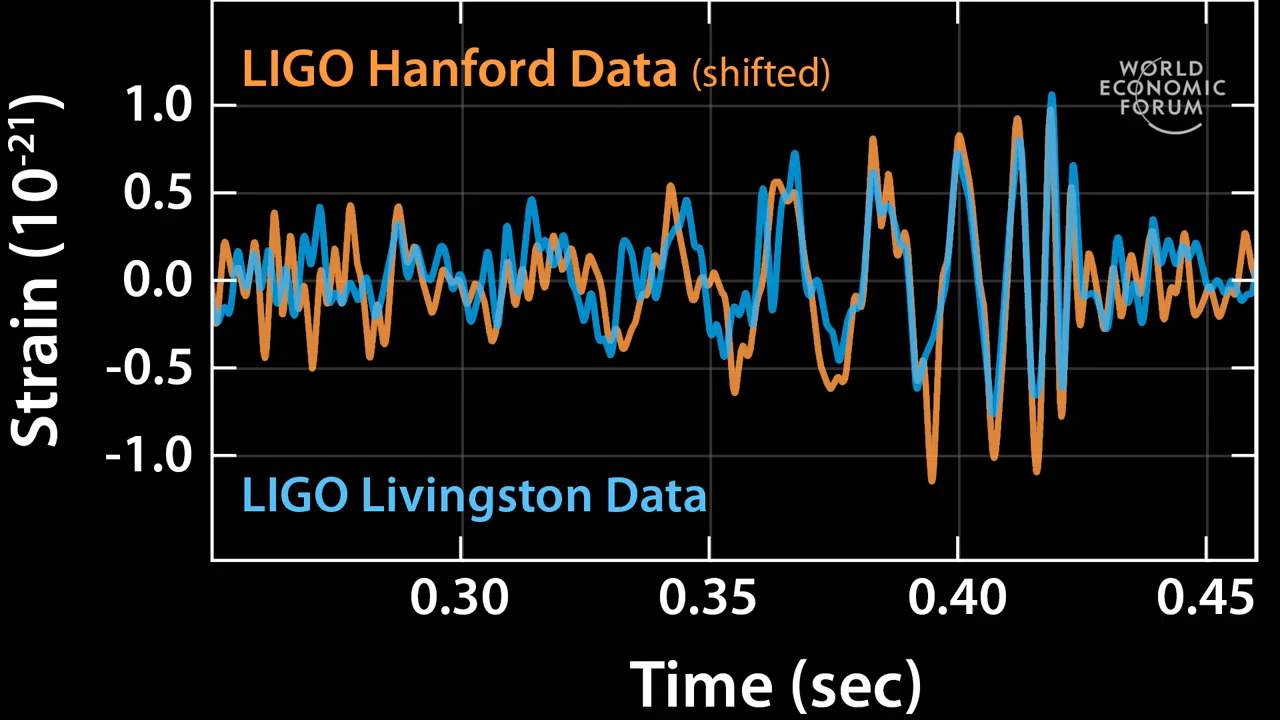 LIGO Hanford Data (shifted)
WORLD
ECONOMIC
FORUM
1.0
0.5
0.0
-0.5
-1.0
Strain (10⁻²¹)
LIGO Livingston Data
0.30 0.35 0.40 0.45
Time (sec)